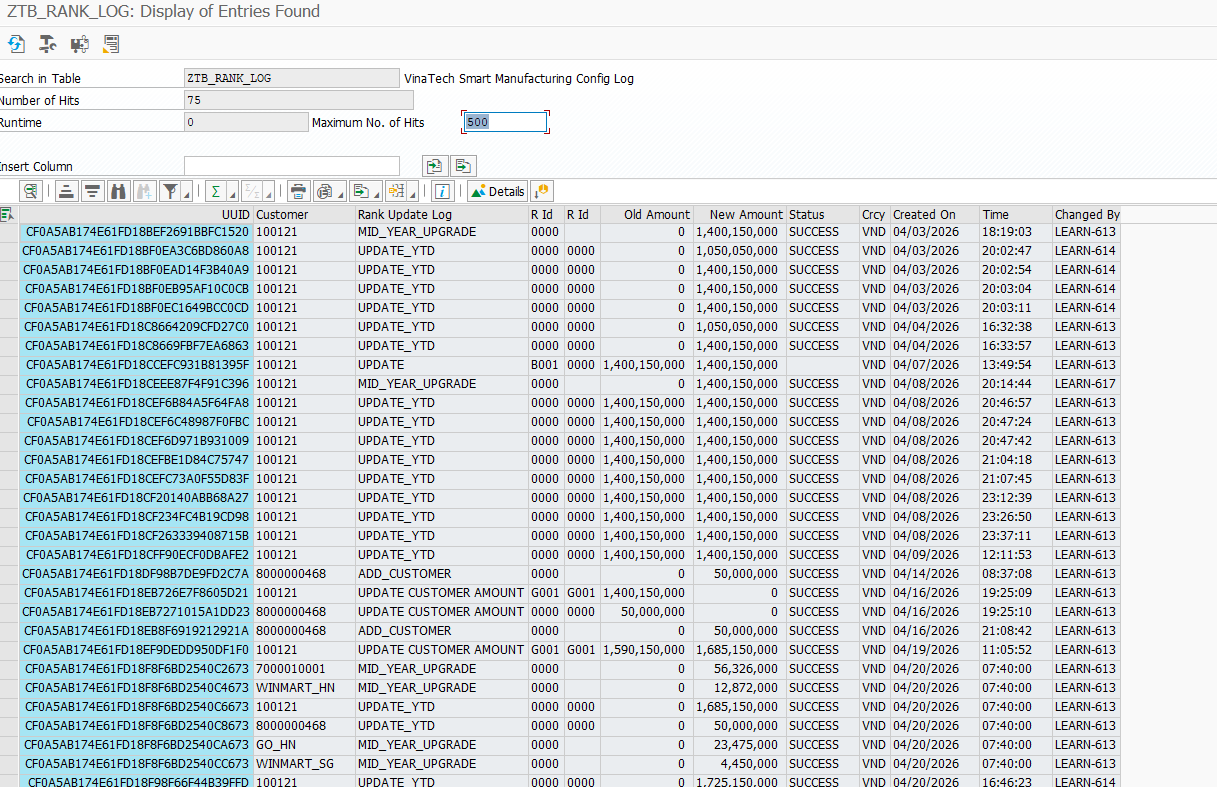 ZTB_RANK_LOG: Display of Entries Found
Search in Table ZTB_RANK_LOG VinaTech Smart Manufacturing Config Log
Number of Hits 75
Runtime 0 Maximum No. of Hits 500
Insert Column
Details
UUID Customer Rank Update Log R Id R Id Old Amount New Amount Status Crcy Created On Time Changed By
CF0A5AB174E61FD18BEF2691BBFC1520 100121 MID_YEAR_UPGRADE 0000 0 1,400,150,000 SUCCESS VND 04/03/2026 18:19:03 LEARN-613
CF0A5AB174E61FD18BF0EA3C6BD860A8 100121 UPDATE_YTD 0000 0000 0 1,050,050,000 SUCCESS VND 04/03/2026 20:02:47 LEARN-614
CF0A5AB174E61FD18BF0EAD14F3B40A9 100121 UPDATE_YTD 0000 0000 0 1,400,150,000 SUCCESS VND 04/03/2026 20:02:54 LEARN-614
CF0A5AB174E61FD18BF0EB95AF10C0CB 100121 UPDATE_YTD 0000 0000 0 1,400,150,000 SUCCESS VND 04/03/2026 20:03:04 LEARN-614
CF0A5AB174E61FD18BF0EC1649BCC0CD 100121 UPDATE_YTD 0000 0000 0 1,400,150,000 SUCCESS VND 04/03/2026 20:03:11 LEARN-614
CF0A5AB174E61FD18C8664209CFD27C0 100121 UPDATE_YTD 0000 0000 0 1,050,050,000 SUCCESS VND 04/04/2026 16:32:38 LEARN-613
CF0A5AB174E61FD18C8669FBF7EA6863 100121 UPDATE_YTD 0000 0000 0 1,400,150,000 SUCCESS VND 04/04/2026 16:33:57 LEARN-613
CF0A5AB174E61FD18CCEFC931B81395F 100121 UPDATE B001 0000 1,400,150,000 1,400,150,000 VND 04/07/2026 13:49:54 LEARN-613
CF0A5AB174E61FD18CEEE87F4F91C396 100121 MID_YEAR_UPGRADE 0000 0 1,400,150,000 SUCCESS VND 04/08/2026 20:14:44 LEARN-617
CF0A5AB174E61FD18CEF6B84A5F64FA8 100121 UPDATE_YTD 0000 0000 1,400,150,000 1,400,150,000 SUCCESS VND 04/08/2026 20:46:57 LEARN-613
CF0A5AB174E61FD18CEF6C48987F0FBC 100121 UPDATE_YTD 0000 0000 1,400,150,000 1,400,150,000 SUCCESS VND 04/08/2026 20:47:24 LEARN-613
CF0A5AB174E61FD18CEF6D971B931009 100121 UPDATE_YTD 0000 0000 1,400,150,000 1,400,150,000 SUCCESS VND 04/08/2026 20:47:42 LEARN-613
CF0A5AB174E61FD18CEFBE1D84C75747 100121 UPDATE_YTD 0000 0000 1,400,150,000 1,400,150,000 SUCCESS VND 04/08/2026 21:04:18 LEARN-613
CF0A5AB174E61FD18CEFC73A0F55D83F 100121 UPDATE_YTD 0000 0000 1,400,150,000 1,400,150,000 SUCCESS VND 04/08/2026 21:07:45 LEARN-613
CF0A5AB174E61FD18CF20140ABB68A27 100121 UPDATE_YTD 0000 0000 1,400,150,000 1,400,150,000 SUCCESS VND 04/08/2026 23:12:39 LEARN-613
CF0A5AB174E61FD18CF234FC4B19CD98 100121 UPDATE_YTD 0000 0000 1,400,150,000 1,400,150,000 SUCCESS VND 04/08/2026 23:26:50 LEARN-613
CF0A5AB174E61FD18CF263339408715B 100121 UPDATE_YTD 0000 0000 1,400,150,000 1,400,150,000 SUCCESS VND 04/08/2026 23:37:11 LEARN-613
CF0A5AB174E61FD18CFF90ECF0DBAFE2 100121 UPDATE_YTD 0000 0000 1,400,150,000 1,400,150,000 SUCCESS VND 04/09/2026 12:11:53 LEARN-613
CF0A5AB174E61FD18DF98B7DE9FD2C7A 8000000468 ADD_CUSTOMER 0000 0 50,000,000 SUCCESS VND 04/14/2026 08:37:08 LEARN-613
CF0A5AB174E61FD18EB726E7F8605D21 100121 UPDATE CUSTOMER AMOUNT G001 G001 1,400,150,000 0 SUCCESS VND 04/16/2026 19:25:09 LEARN-613
CF0A5AB174E61FD18EB7271015A1DD23 8000000468 UPDATE CUSTOMER AMOUNT 0000 0000 50,000,000 0 SUCCESS VND 04/16/2026 19:25:10 LEARN-613
CF0A5AB174E61FD18EB8F6919212921A 8000000468 ADD_CUSTOMER 0000 0 50,000,000 SUCCESS VND 04/16/2026 21:08:42 LEARN-613
CF0A5AB174E61FD18EF9DEDD950DF1F0 100121 UPDATE CUSTOMER AMOUNT G001 G001 1,590,150,000 1,685,150,000 SUCCESS VND 04/19/2026 11:05:52 LEARN-613
CF0A5AB174E61FD18F8F6BD2540C2673 7000010001 MID_YEAR_UPGRADE 0000 0 56,326,000 SUCCESS VND 04/20/2026 07:40:00 LEARN-613
CF0A5AB174E61FD18F8F6BD2540C4673 WINMART_HN MID_YEAR_UPGRADE 0000 0 12,872,000 SUCCESS VND 04/20/2026 07:40:00 LEARN-613
CF0A5AB174E61FD18F8F6BD2540C6673 100121 UPDATE_YTD 0000 0000 0 1,685,150,000 SUCCESS VND 04/20/2026 07:40:00 LEARN-613
CF0A5AB174E61FD18F8F6BD2540C8673 8000000468 UPDATE_YTD 0000 0000 0 50,000,000 SUCCESS VND 04/20/2026 07:40:00 LEARN-613
CF0A5AB174E61FD18F8F6BD2540CA673 GO_HN MID_YEAR_UPGRADE 0000 0 23,475,000 SUCCESS VND 04/20/2026 07:40:00 LEARN-613
CF0A5AB174E61FD18F8F6BD2540CC673 WINMART_SG MID_YEAR_UPGRADE 0000 0 4,450,000 SUCCESS VND 04/20/2026 07:40:00 LEARN-613
CF0A5AB174E61FD18F98F66F44B39FFD 100121 UPDATE_YTD 0000 0000 0 1,725,150,000 SUCCESS VND 04/20/2026 16:46:23 LEARN-614